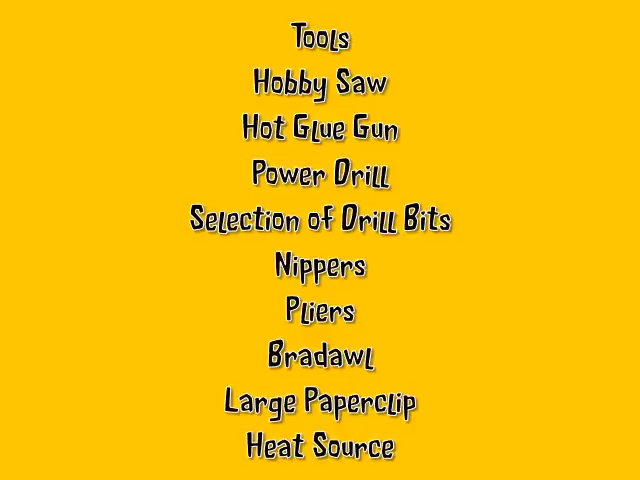 Tools
Hobby Saw
Hot Glue Gun
Power Drill
Selection of Drill Bits
Nippers
Pliers
Bradawl
Large Paperclip
Heat Source